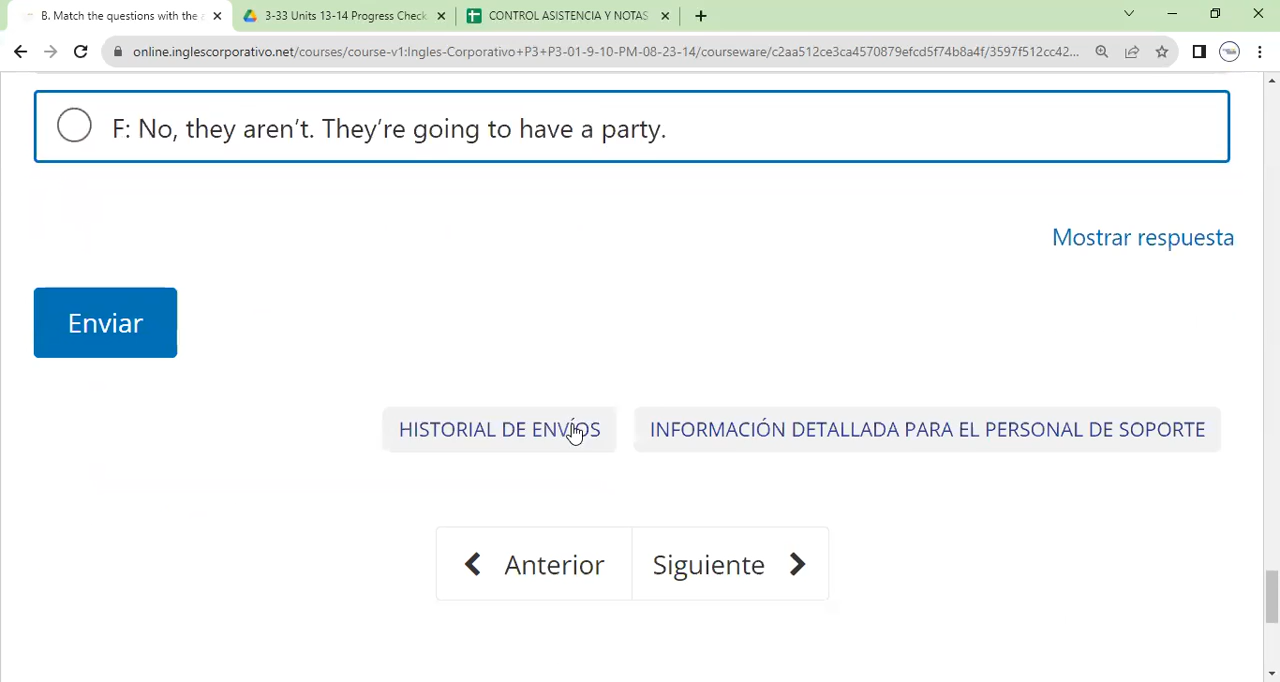 B. Match the questions with the
3-33 Units 13-14 Progress Check
CONTROL ASISTENCIA Y NOTAS
online.inglescorporativo.net/courses/course-v1:Ingles-Corporativo+P3+P3-01-9-10-PM-08-23-14/courseware/c2aa512ce3ca4570879efcd5f74b8a4f/3597f512cc42...
F: No, they aren’t. They’re going to have a party.
Mostrar respuesta
Enviar
HISTORIAL DE ENVÍOS
INFORMACIÓN DETALLADA PARA EL PERSONAL DE SOPORTE
Anterior
Siguiente